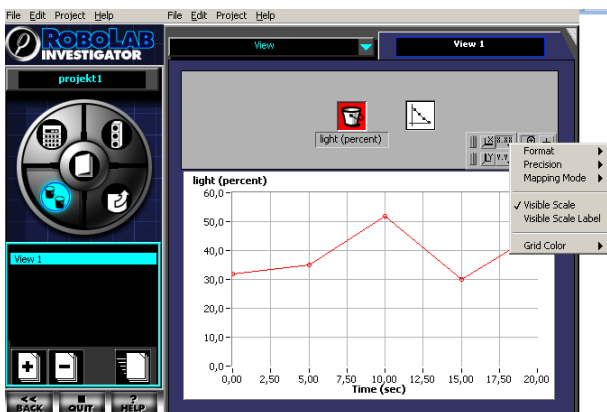 File Edit Project Help
File Edit Project Help
ROBOLAB
INVESTIGATOR
projekt1
View 1
<<
BACK
QUIT
?
HELP
View
View 1
light (percent)
X.XX
Y.Y
Format
Precision
Mapping Mode
Visible Scale
Visible Scale Label
Grid Color
light (percent)
60,0
50,0
40,0
30,0
20,0
10,0
0,0
0,00 2,50 5,00 7,50 10,00 12,50 15,00 17,50 20,00
Time (sec)